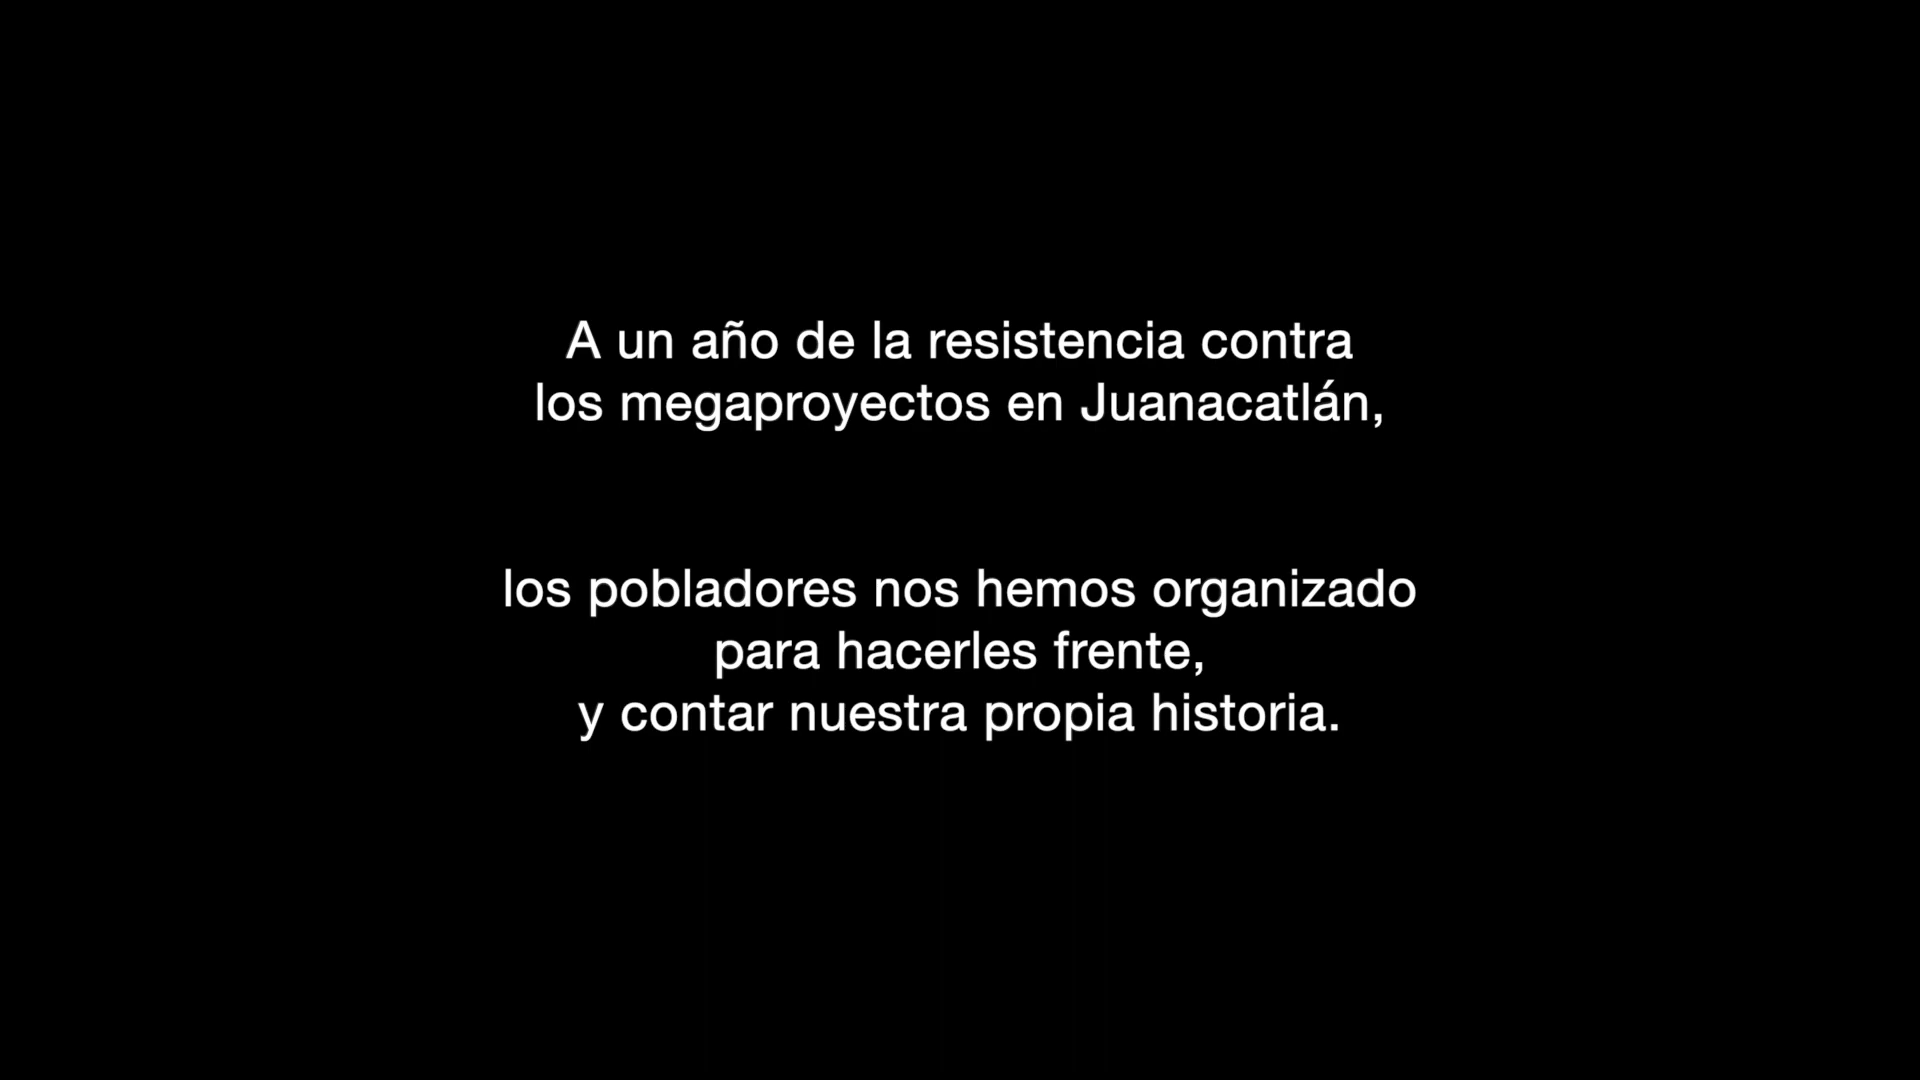 A un año de la resistencia contra
los megaproyectos en Juanacatlán,
los pobladores nos hemos organizado
para hacerles frente,
y contar nuestra propia historia.